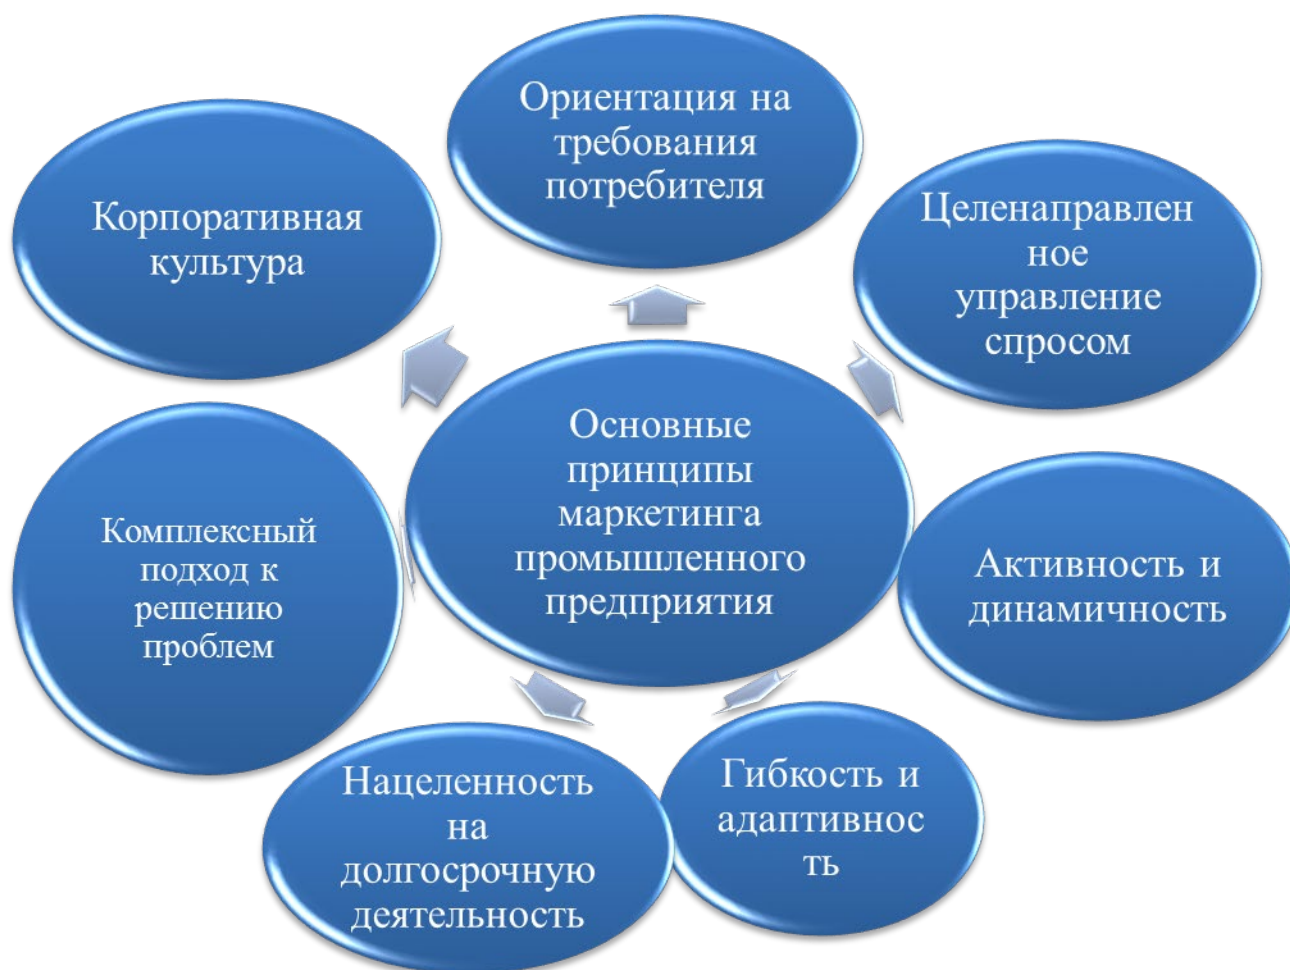 Ориентация на
требования
потребителя
Корпоративная
культура
Целенаправлен
ное
управление
спросом
Основные
принципы
маркетинга
промышленного
предприятия
Комплексный
подход к
решению
проблем
Активность и
динамичность
Нацеленность
на
долгосрочную
деятельность
Гибкость и
адаптивнос
ть